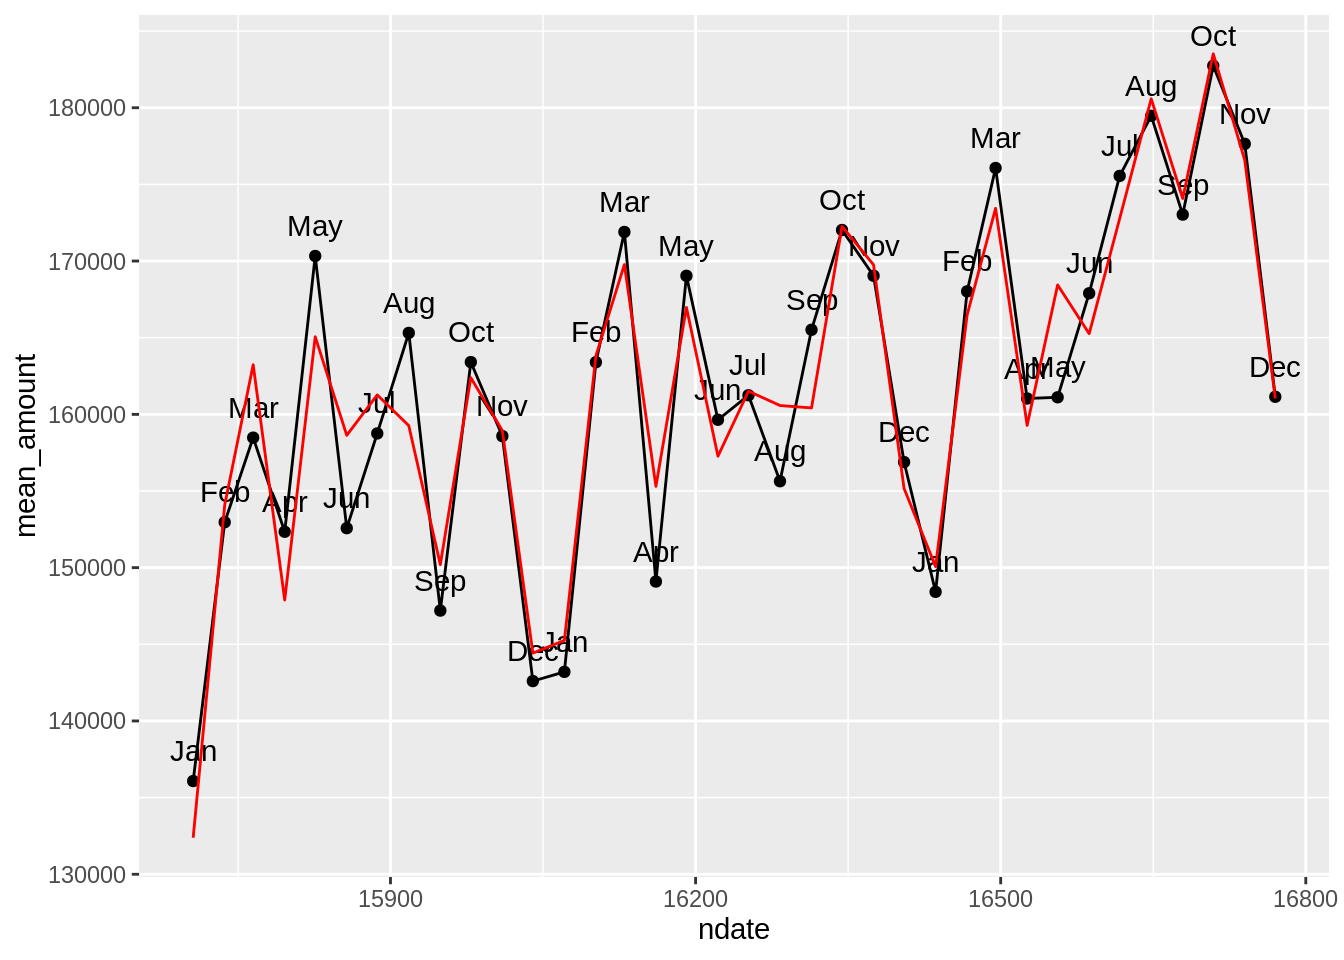 Oct
Aug
Nov
180000
Mar
Jul
Sep
Mar
Oct
May
May
Nov
170000
Feb
Jun
Aug
Sep
Oct
Feb
Jul
Apr
May
Dec
Jun
160000
Mar
Jul
Nov
Dec
Aug
Feb
Apr
Jun
mean_amount
150000
Apr
Jan
Sep
Dec
Jan
140000
Jan
130000
15900
16200
16500
16800
ndate